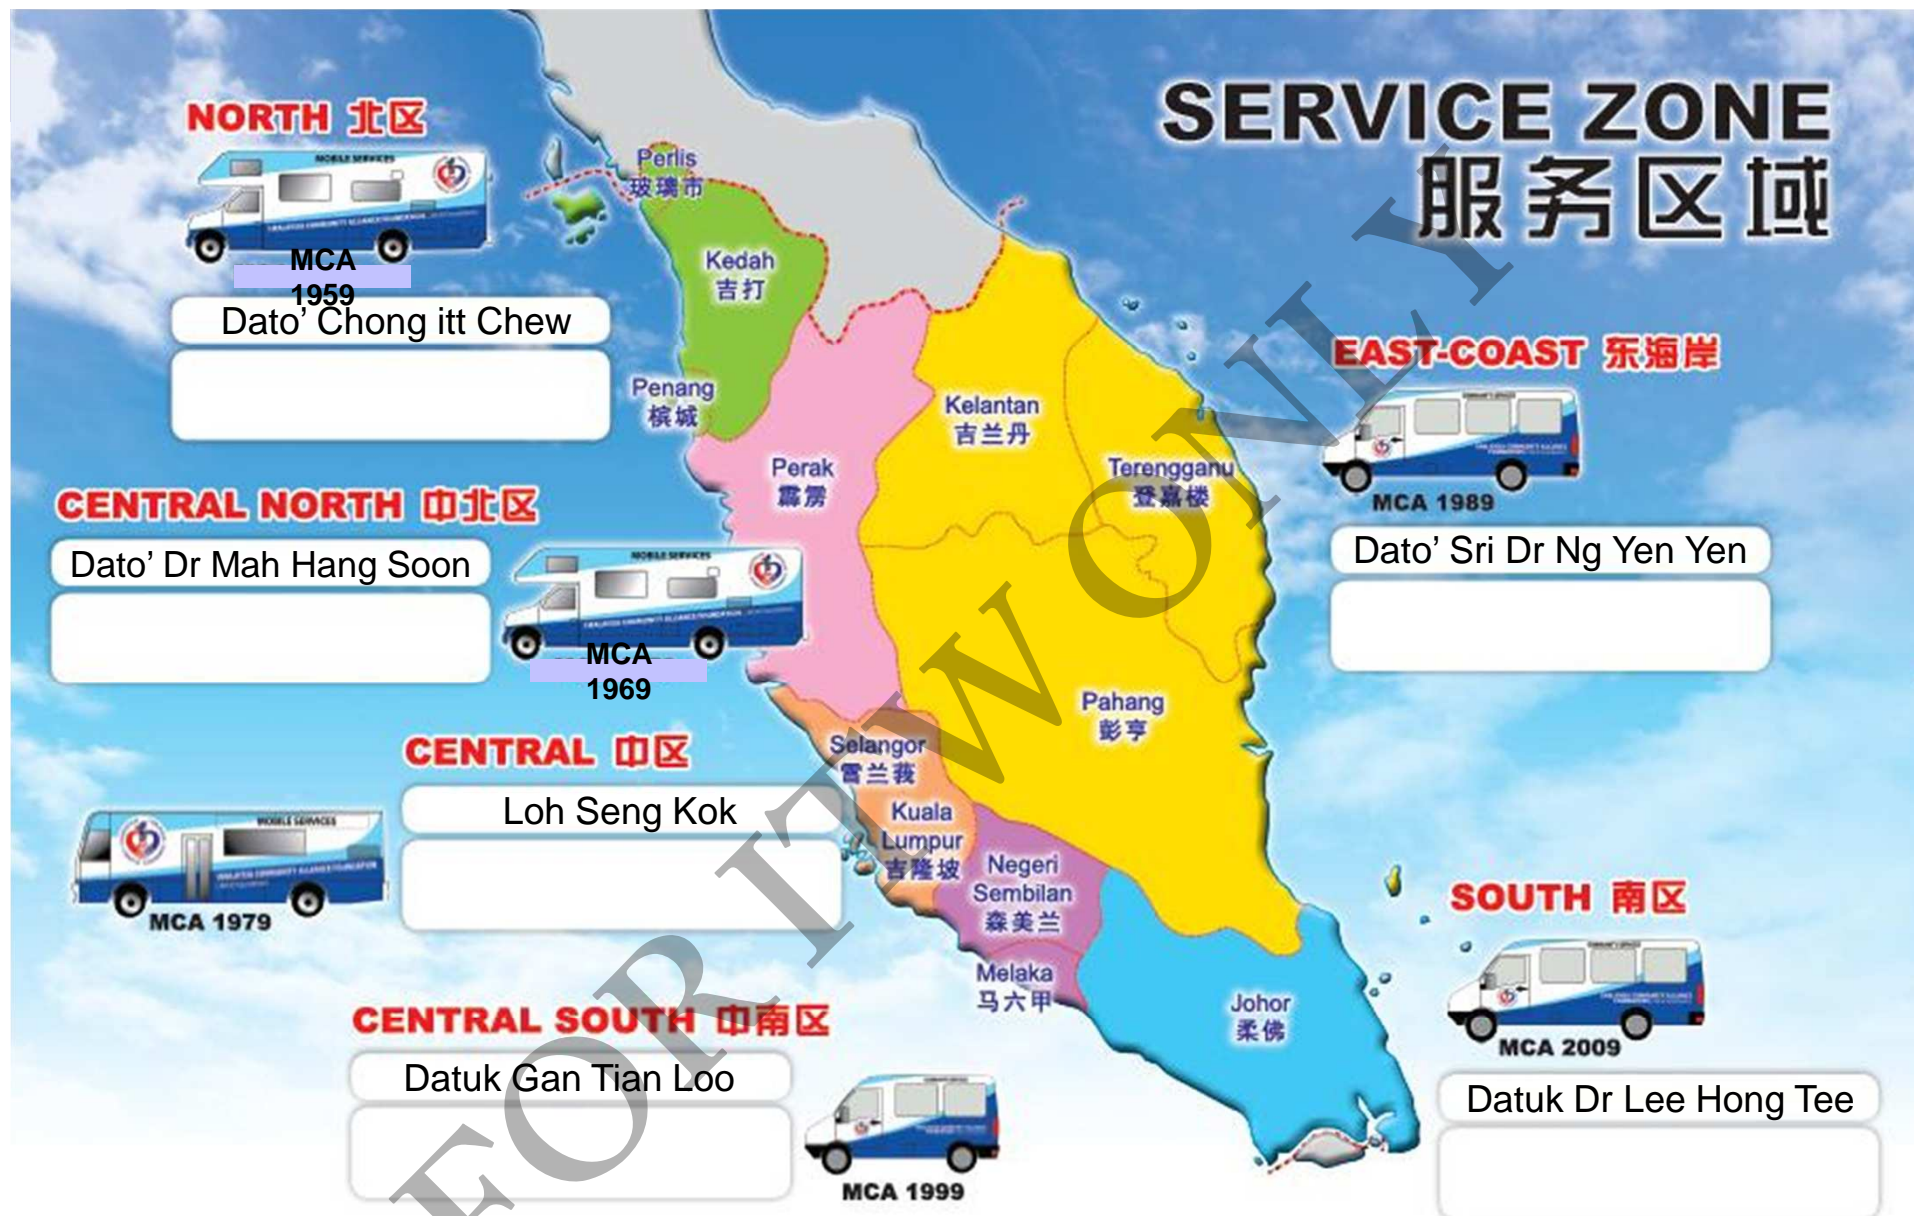 SERVICE ZONE
服务区域
NORTH 北区
MOBILE SERVICES
MCA
1959
Dato’ Chong itt Chew
Perlis
玻璃市
Kedah
吉打
Penang
槟城
Perak
霹雳
Kelantan
吉兰丹
Terengganu
登嘉楼
Pahang
彭亨
Selangor
雪兰莪
Kuala
Lumpur
吉隆坡
Negeri
Sembilan
森美兰
Melaka
马六甲
Johor
柔佛
EAST-COAST 东海岸
MCA 1989
Dato’ Sri Dr Ng Yen Yen
CENTRAL NORTH 中北区
Dato’ Dr Mah Hang Soon
MOBILE SERVICES
MCA
1969
CENTRAL 中区
Loh Seng Kok
MOBILE SERVICES
MCA 1979
CENTRAL SOUTH 中南区
Datuk Gan Tian Loo
MCA 1999
SOUTH 南区
MCA 2009
Datuk Dr Lee Hong Tee
FOR ITW ONLY